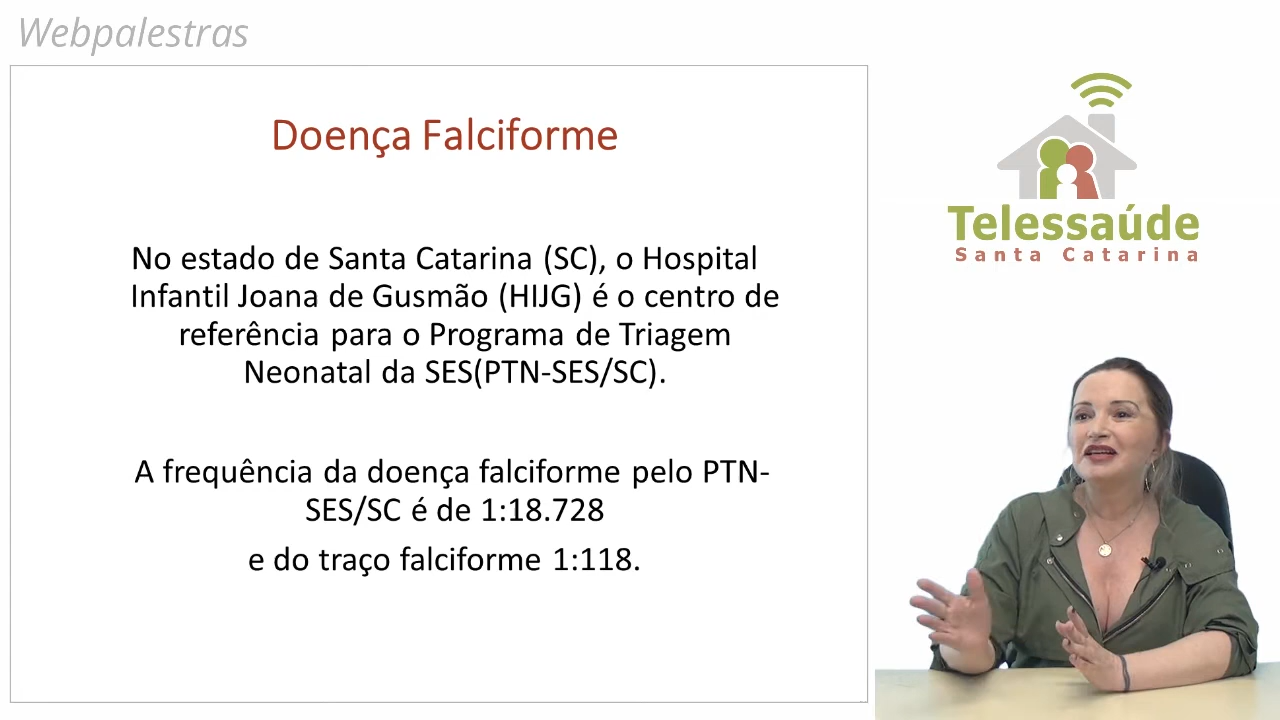 Webpalestras
Doença Falciforme
No estado de Santa Catarina (SC), o Hospital
Infantil Joana de Gusmão (HIJG) é o centro de
referência para o Programa de Triagem
Neonatal da SES(PTN-SES/SC).
A frequência da doença falciforme pelo PTN-
SES/SC é de 1:18.728
e do traço falciforme 1:118.
Telessaúde
Santa Catarina